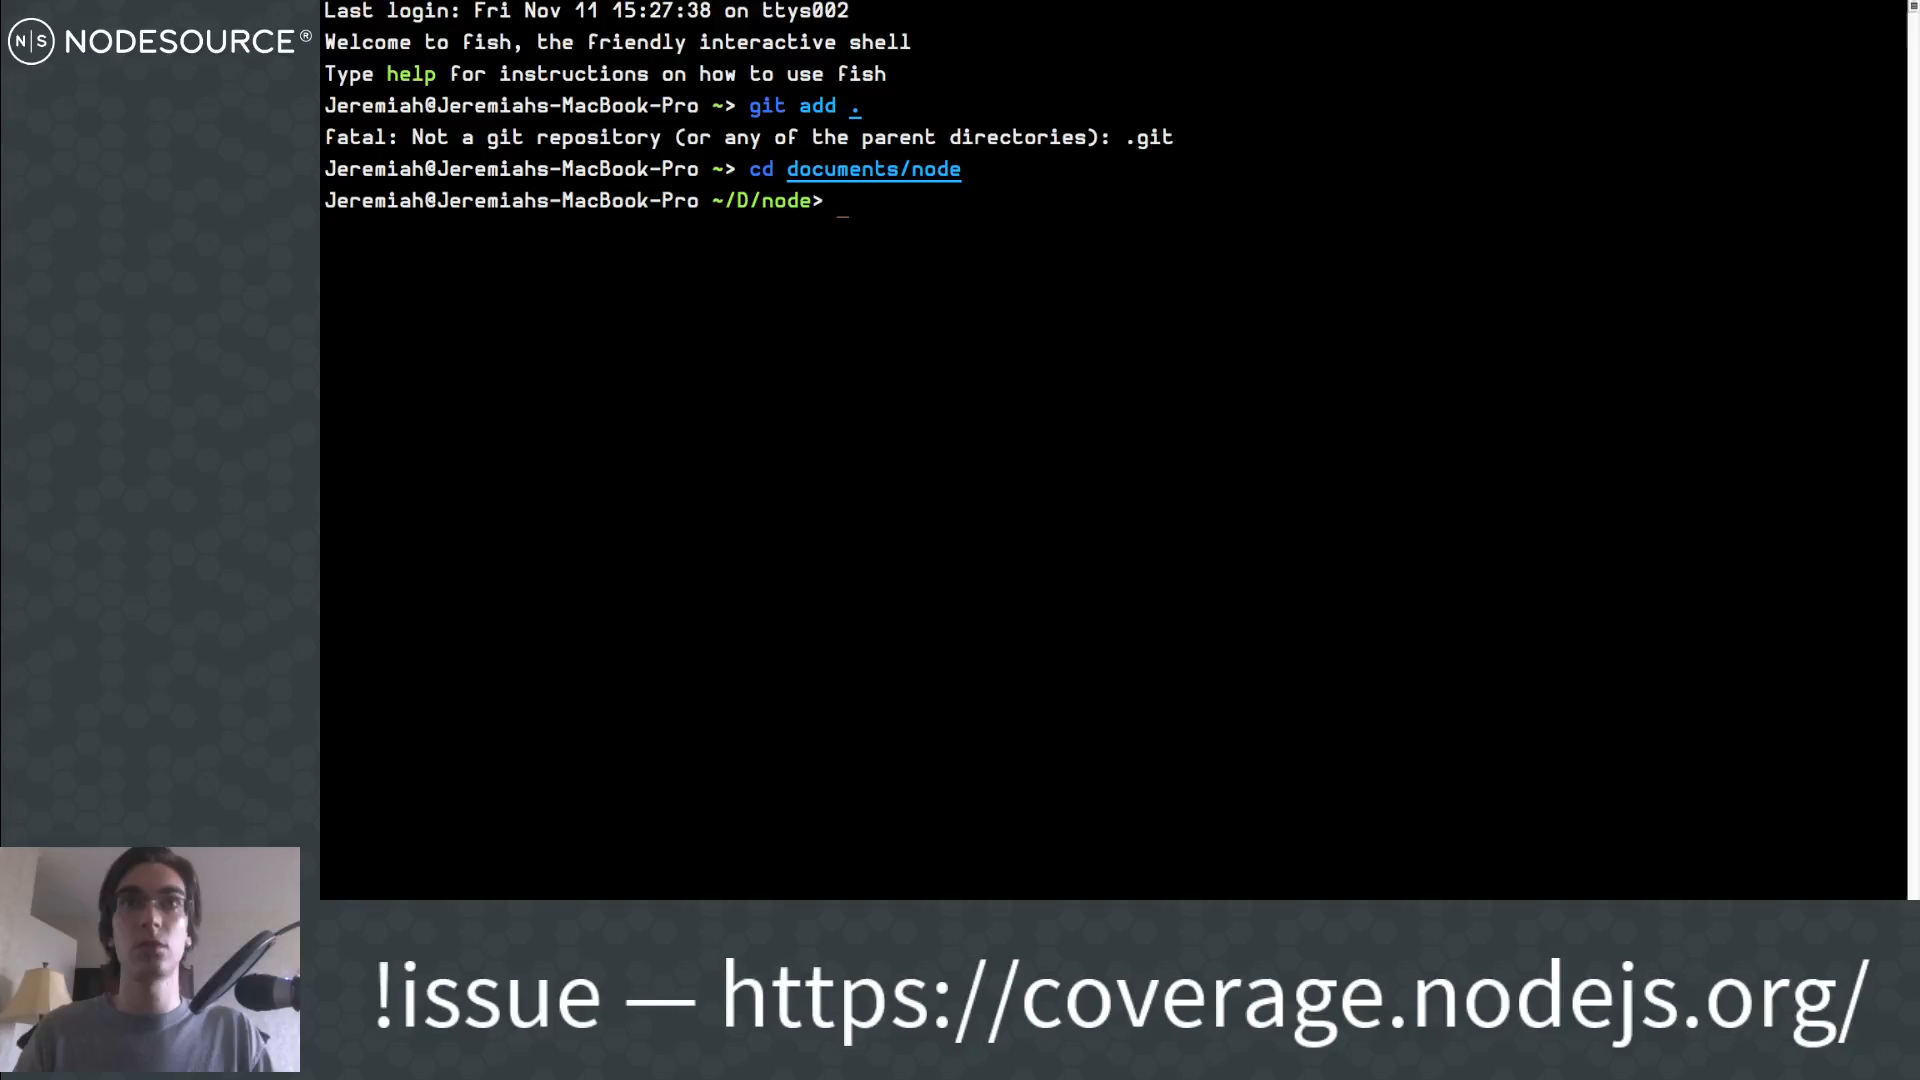 N|S NODESOURCE®
Last login: Fri Nov 11 15:27:38 on ttys002
Welcome to fish, the friendly interactive shell
Type help for instructions on how to use fish
Jeremiah@Jeremiahs-MacBook-Pro ~> git add .
fatal: Not a git repository (or any of the parent directories): .git
Jeremiah@Jeremiahs-MacBook-Pro ~> cd documents/node
Jeremiah@Jeremiahs-MacBook-Pro ~/D/node> _
!issue — https://coverage.nodejs.org/